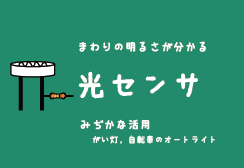 まわりの明るさが分かる
光センサ
みぢかな活用
がい灯，自転車のオートライト